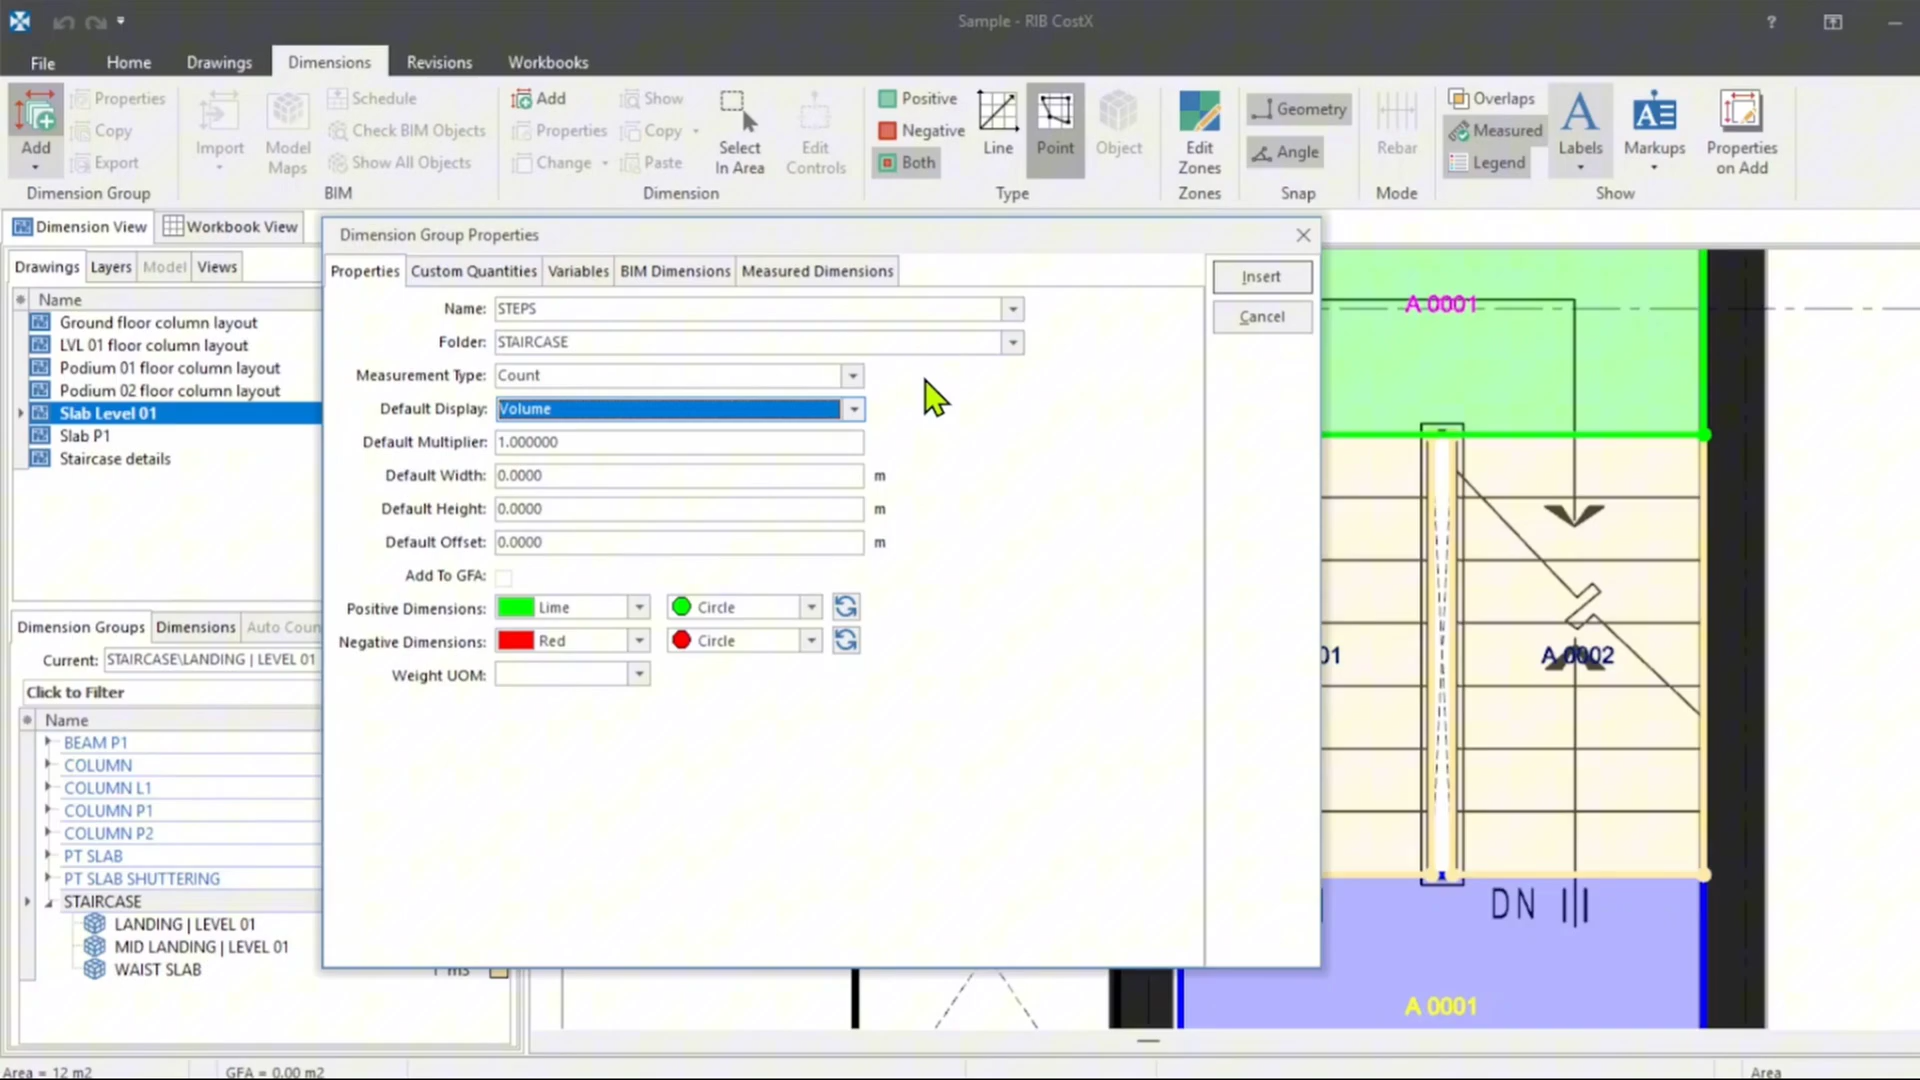 Sample - RIB CostX
?
File
Home
Drawings
Dimensions
Revisions
Workbooks
Add
Properties
Copy
Export
Dimension Group
Import
Model Maps
Schedule
Check BIM Objects
Show All Objects
BIM
Add
Properties
Change
Show
Copy
Paste
Select In Area
Edit Controls
Dimension
Positive
Negative
Both
Line
Point
Object
Type
Edit Zones
Zones
Geometry
Angle
Snap
Rebar
Mode
Overlaps
Measured
Legend
Labels
Markups
Properties on Add
Show
Dimension View
Workbook View
Drawings
Layers
Model
Views
Name
Ground floor column layout
LVL 01 floor column layout
Podium 01 floor column layout
Podium 02 floor column layout
Slab Level 01
Slab P1
Staircase details
Dimension Groups
Dimensions
Auto Coun
Current: STAIRCASE\LANDING | LEVEL 01
Click to Filter
Name
BEAM P1
COLUMN
COLUMN L1
COLUMN P1
COLUMN P2
PT SLAB
PT SLAB SHUTTERING
STAIRCASE
LANDING | LEVEL 01
MID LANDING | LEVEL 01
WAIST SLAB
Dimension Group Properties
Properties
Custom Quantities
Variables
BIM Dimensions
Measured Dimensions
Insert
Cancel
Name: STEPS
Folder: STAIRCASE
Measurement Type: Count
Default Display: Volume
Default Multiplier: 1.000000
Default Width: 0.0000 m
Default Height: 0.0000 m
Default Offset: 0.0000 m
Add To GFA:
Positive Dimensions: Lime Circle
Negative Dimensions: Red Circle
Weight UOM:
A 0001
01
A 0002
DN
A 0001
Area = 12 m2
GFA = 0.00 m2
Area